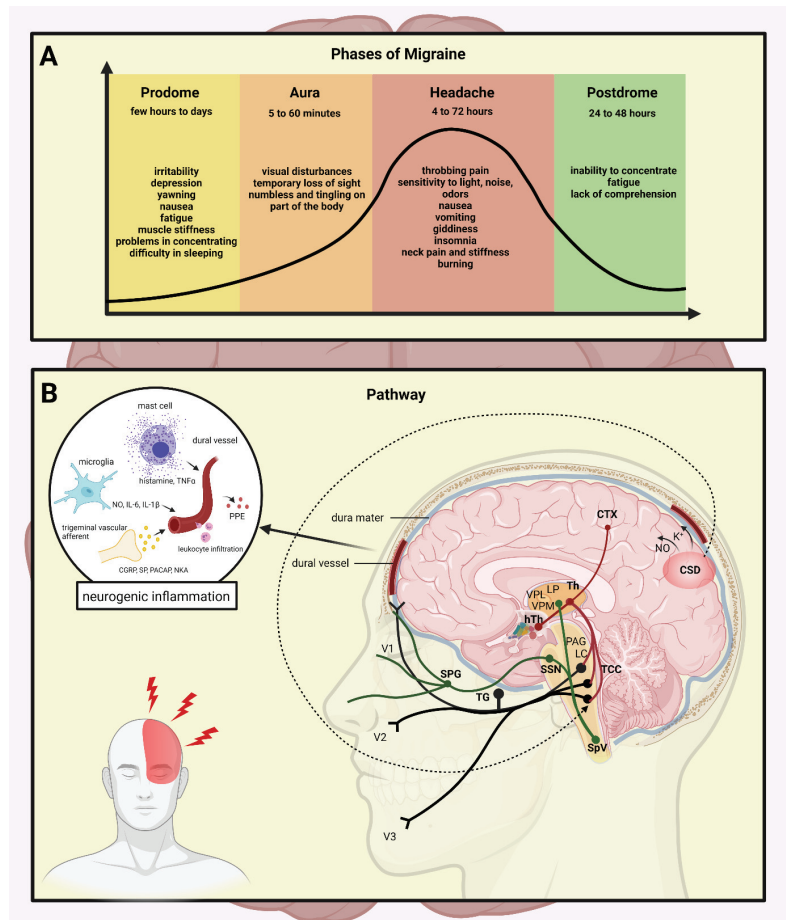 A
Phases of Migraine
Prodome
few hours to days
irritability
depression
yawning
nausea
fatigue
muscle stiffness
problems in concentrating
difficulty in sleeping
Aura
5 to 60 minutes
visual disturbances
temporary loss of sight
numbless and tingling on
part of the body
Headache
4 to 72 hours
throbbing pain
sensitivity to light, noise,
odors
nausea
vomiting
giddiness
insomnia
neck pain and stiffness
burning
Postdrome
24 to 48 hours
inability to concentrate
fatigue
lack of comprehension
B
Pathway
mast cell
dural vessel
microglia
histamine, TNFα
NO, IL-6, IL-1β
PPE
trigeminal vascular
afferent
leukocyte infiltration
CGRP, SP, PACAP, NKA
neurogenic inflammation
dura mater
dural vessel
CTX
K⁺
NO
CSD
LP
Th
VPL
VPM
hTh
PAG
LC
TCC
SSN
V1
SPG
TG
V2
SpV
V3